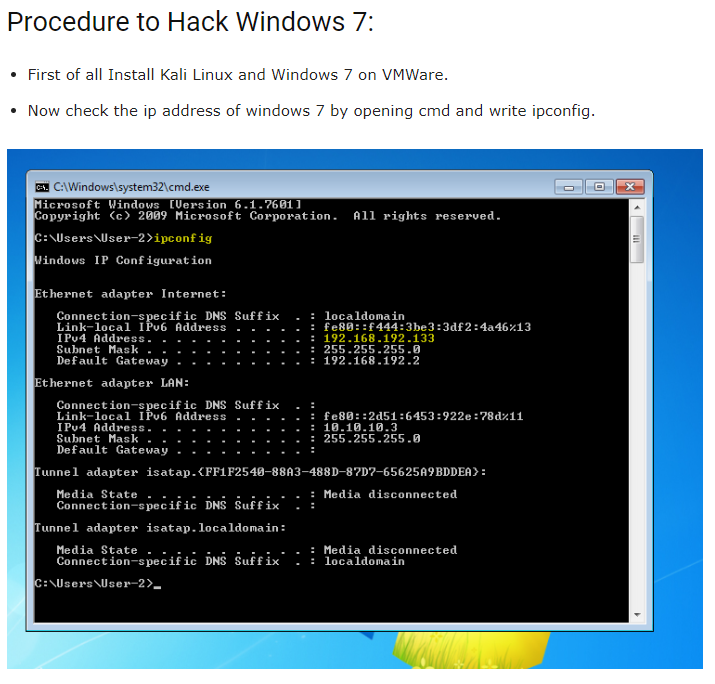 Procedure to Hack Windows 7:
First of all Install Kali Linux and Windows 7 on VMWare.
Now check the ip address of windows 7 by opening cmd and write ipconfig.
C:\Windows\system32\cmd.exe
Microsoft Windows [Version 6.1.7601]
Copyright (c) 2009 Microsoft Corporation.  All rights reserved.
C:\Users\User-2>ipconfig
Windows IP Configuration
Ethernet adapter Internet:
Connection-specific DNS Suffix  . : localdomain
Link-local IPv6 Address . . . . . : fe80::f444:3be3:3df2:4a46%13
IPv4 Address. . . . . . . . . . . : 192.168.192.133
Subnet Mask . . . . . . . . . . . : 255.255.255.0
Default Gateway . . . . . . . . . : 192.168.192.2
Ethernet adapter LAN:
Connection-specific DNS Suffix  . :
Link-local IPv6 Address . . . . . : fe80::2d51:6453:922e:78d%11
IPv4 Address. . . . . . . . . . . : 10.10.10.3
Subnet Mask . . . . . . . . . . . : 255.255.255.0
Default Gateway . . . . . . . . . :
Tunnel adapter isatap.{FF1F2540-88A3-488D-87D7-65625A9BDDEA}:
Media State . . . . . . . . . . . : Media disconnected
Connection-specific DNS Suffix  . :
Tunnel adapter isatap.localdomain:
Media State . . . . . . . . . . . : Media disconnected
Connection-specific DNS Suffix  . : localdomain
C:\Users\User-2>_